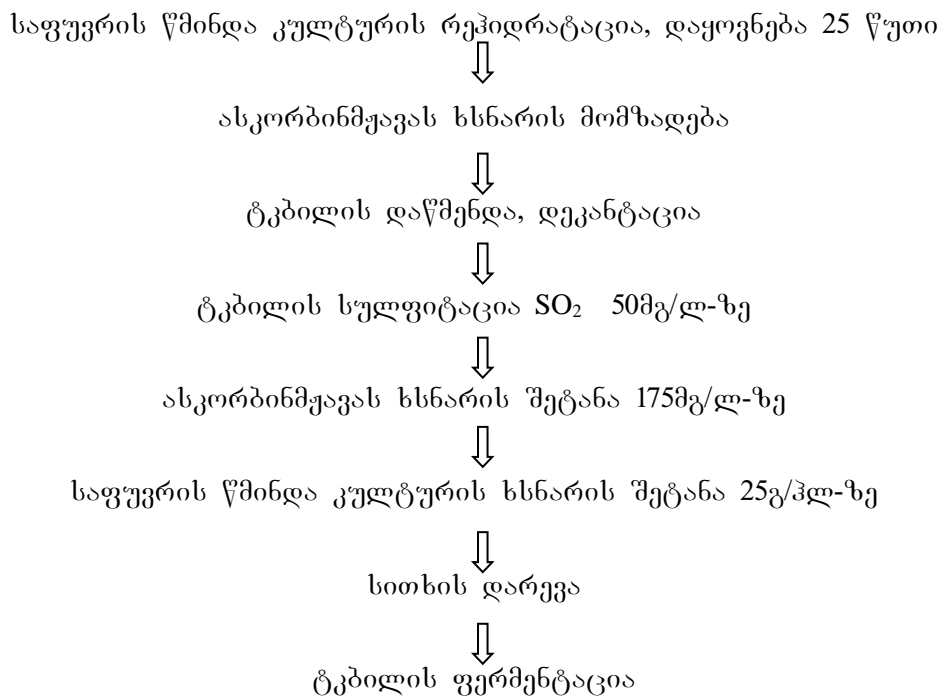 საფუვრის წმინდა კულტურის რეჰიდრატაცია, დაყოვნება 25 წუთი
ასკორბინმჟავას ხსნარის მომზადება
ტკბილის დაწმენდა, დეკანტაცია
ტკბილის სულფიტაცია SO₂ 50მგ/ლ-ზე
ასკორბინმჟავას ხსნარის შეტანა 175მგ/ლ-ზე
საფუვრის წმინდა კულტურის ხსნარის შეტანა 25გ/ჰლ-ზე
სითხის დარევა
ტკბილის ფერმენტაცია